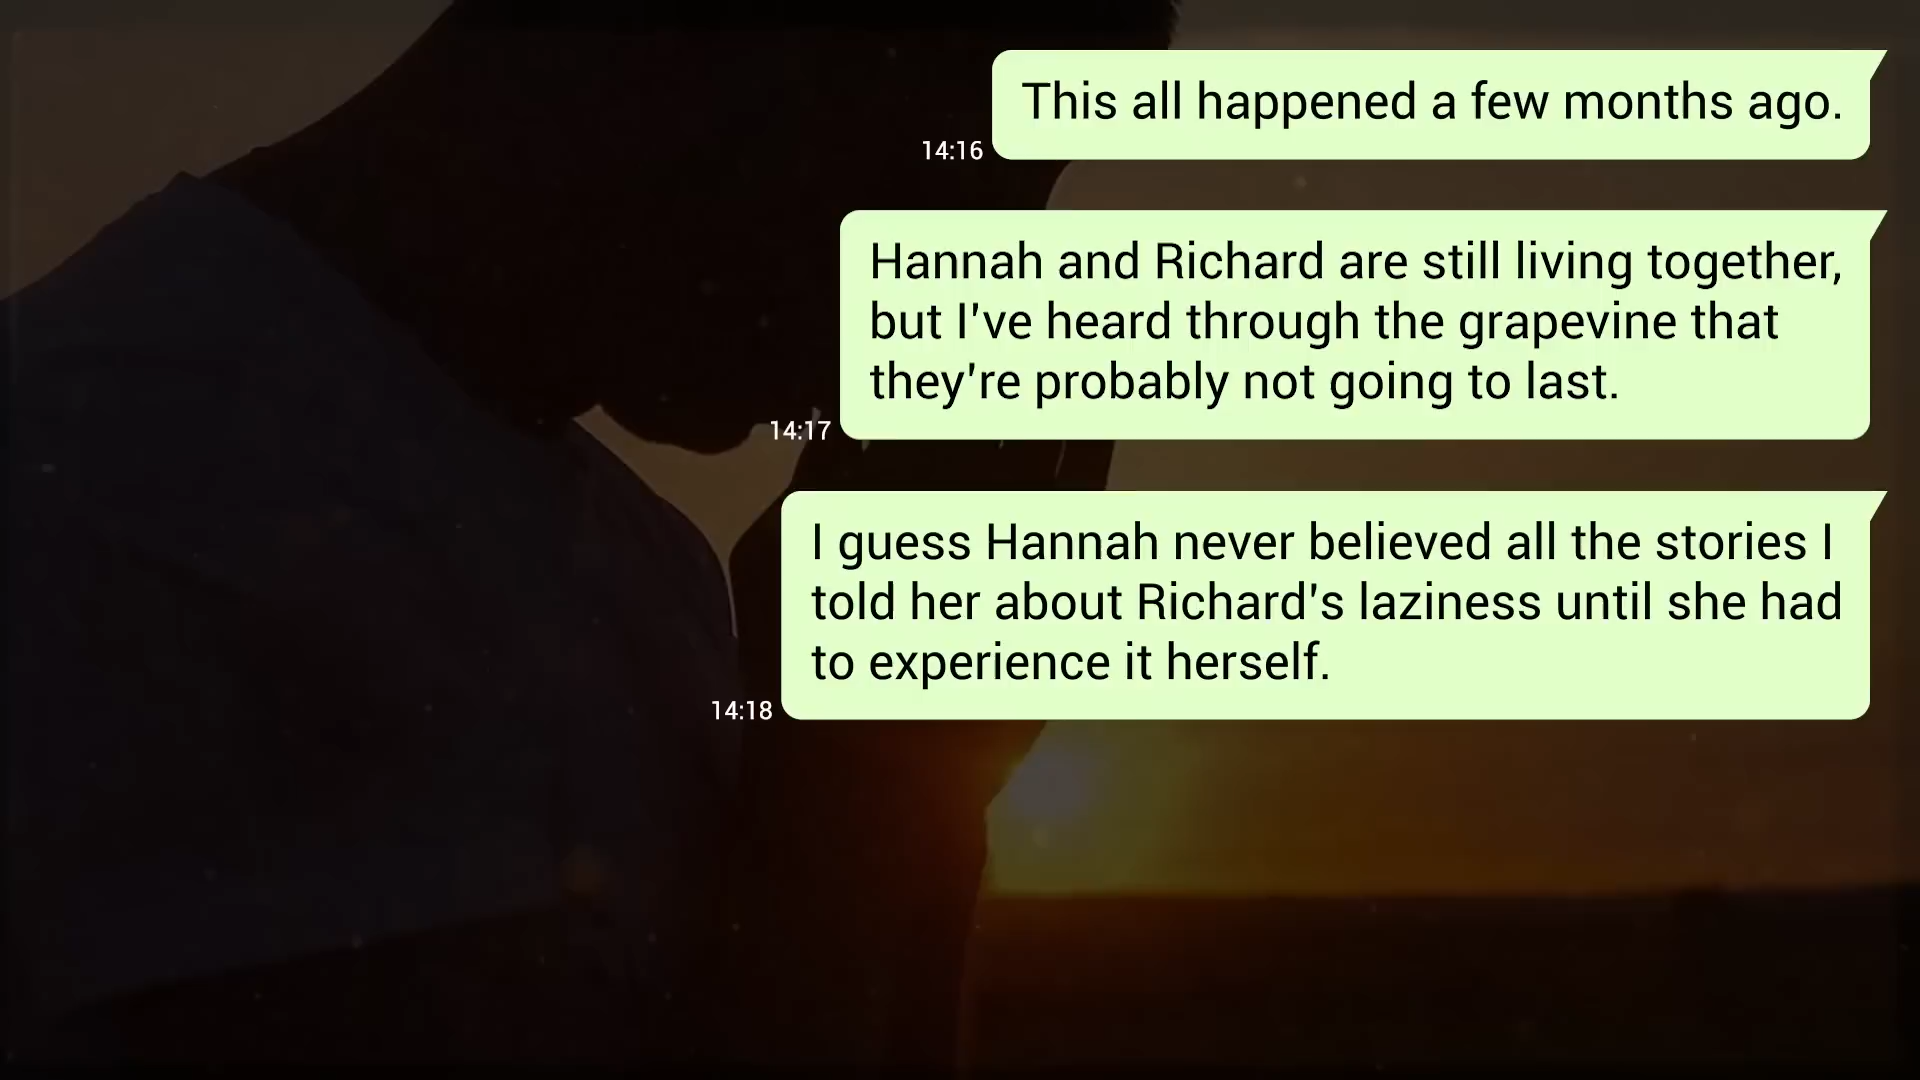 This all happened a few months ago.
14:16
Hannah and Richard are still living together,
but I've heard through the grapevine that
they're probably not going to last.
14:17
I guess Hannah never believed all the stories I
told her about Richard's laziness until she had
to experience it herself.
14:18